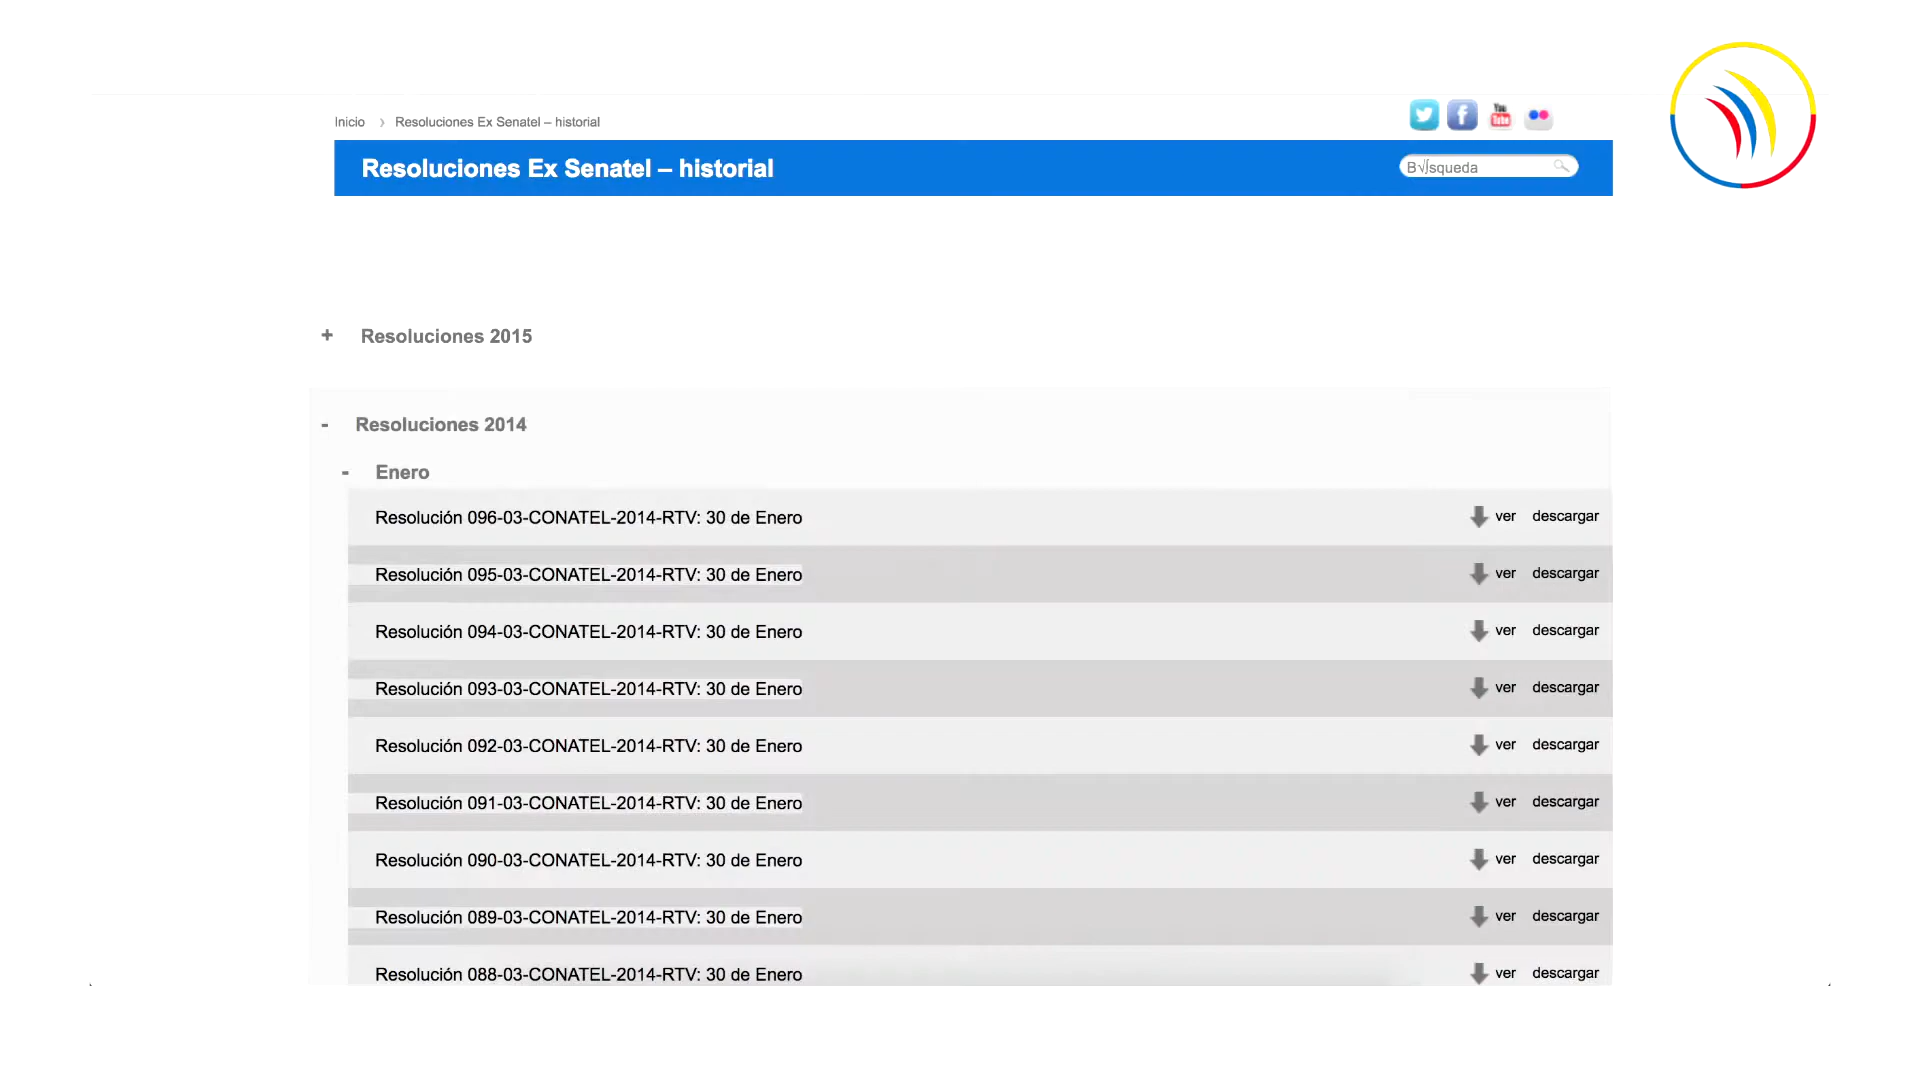 Inicio › Resoluciones Ex Senatel – historial
Resoluciones Ex Senatel – historial
B√∫squeda
+ Resoluciones 2015
- Resoluciones 2014
- Enero
Resolución 096-03-CONATEL-2014-RTV: 30 de Enero ver descargar
Resolución 095-03-CONATEL-2014-RTV: 30 de Enero ver descargar
Resolución 094-03-CONATEL-2014-RTV: 30 de Enero ver descargar
Resolución 093-03-CONATEL-2014-RTV: 30 de Enero ver descargar
Resolución 092-03-CONATEL-2014-RTV: 30 de Enero ver descargar
Resolución 091-03-CONATEL-2014-RTV: 30 de Enero ver descargar
Resolución 090-03-CONATEL-2014-RTV: 30 de Enero ver descargar
Resolución 089-03-CONATEL-2014-RTV: 30 de Enero ver descargar
Resolución 088-03-CONATEL-2014-RTV: 30 de Enero ver descargar